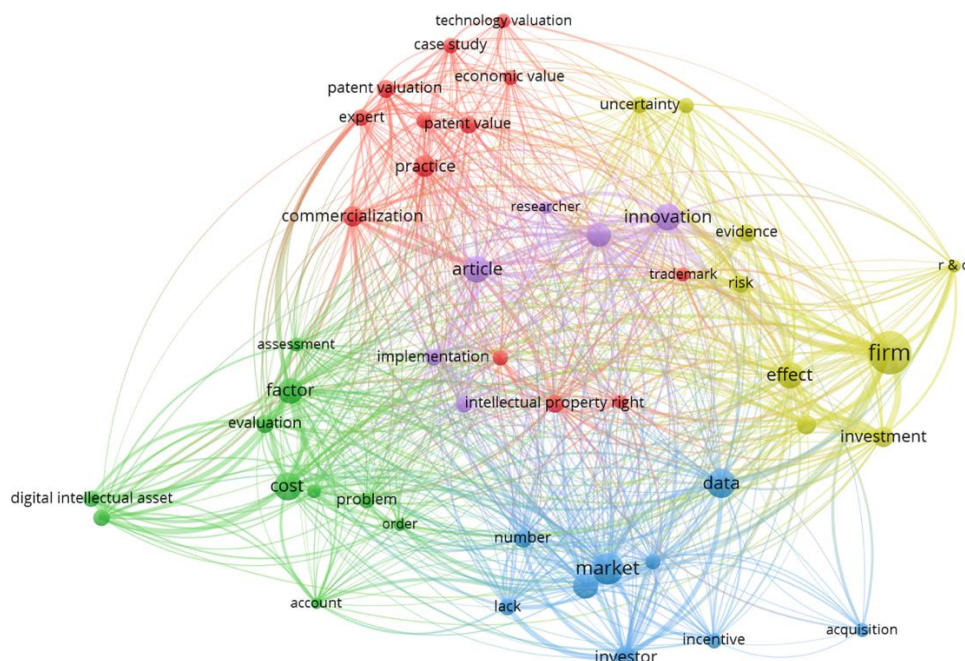 technology valuation
case study
economic value
patent valuation
uncertainty
expert
patent value
practice
researcher
commercialization
innovation
evidence
article
trademark
r & d
risk
assessment
implementation
firm
effect
factor
intellectual property right
evaluation
investment
cost
data
digital intellectual asset
problem
order
number
market
account
lack
acquisition
incentive
investor